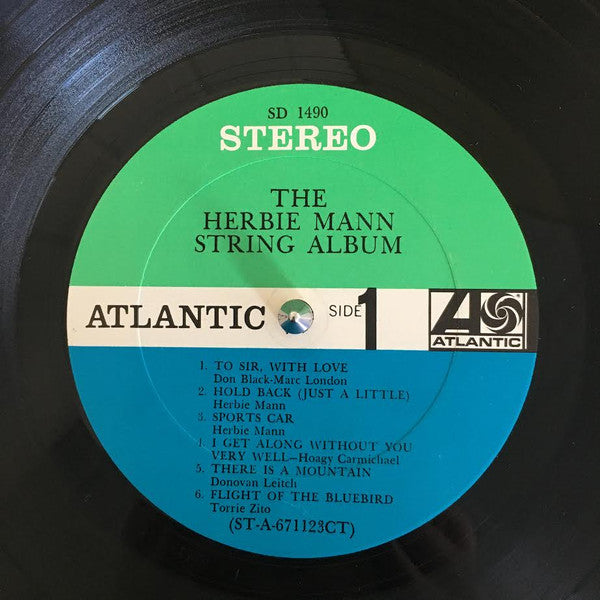 SD 1490
STEREO
THE
HERBIE MANN
STRING ALBUM
ATLANTIC SIDE 1 A ATLANTIC
1. TO SIR, WITH LOVE
Don Black-Marc London
2. HOLD BACK (JUST A LITTLE)
Herbie Mann
3. SPORTS CAR
Herbie Mann
4. I GET ALONG WITHOUT YOU
VERY WELL—Hoagy Carmichael
5. THERE IS A MOUNTAIN
Donovan Leitch
6. FLIGHT OF THE BLUEBIRD
Torrie Zito
(ST-A-671123CT)